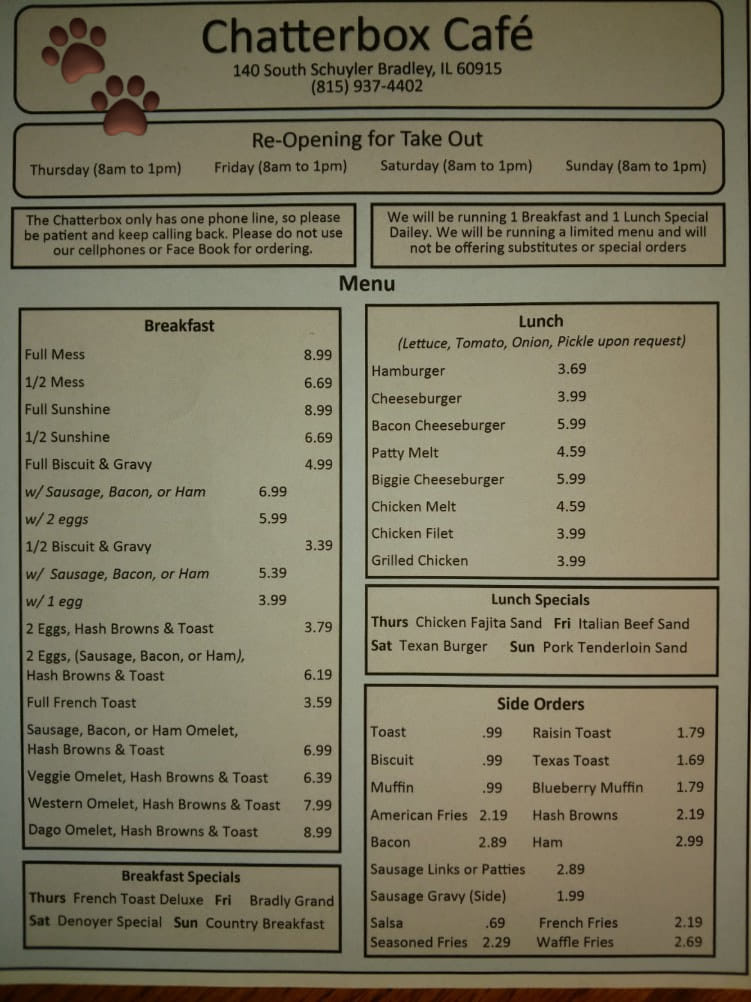 Chatterbox Café
140 South Schuyler Bradley, IL 60915
(815) 937-4402
Re-Opening for Take Out
Thursday (8am to 1pm) Friday (8am to 1pm) Saturday (8am to 1pm) Sunday (8am to 1pm)
The Chatterbox only has one phone line, so please
be patient and keep calling back. Please do not use
our cellphones or Face Book for ordering.
We will be running 1 Breakfast and 1 Lunch Special
Dailey. We will be running a limited menu and will
not be offering substitutes or special orders
Menu
Breakfast
Full Mess 8.99
1/2 Mess 6.69
Full Sunshine 8.99
1/2 Sunshine 6.69
Full Biscuit & Gravy 4.99
w/ Sausage, Bacon, or Ham 6.99
w/ 2 eggs 5.99
1/2 Biscuit & Gravy 3.39
w/ Sausage, Bacon, or Ham 5.39
w/ 1 egg 3.99
2 Eggs, Hash Browns & Toast 3.79
2 Eggs, (Sausage, Bacon, or Ham),
Hash Browns & Toast 6.19
Full French Toast 3.59
Sausage, Bacon, or Ham Omelet,
Hash Browns & Toast 6.99
Veggie Omelet, Hash Browns & Toast 6.39
Western Omelet, Hash Browns & Toast 7.99
Dago Omelet, Hash Browns & Toast 8.99
Breakfast Specials
Thurs French Toast Deluxe Fri Bradly Grand
Sat Denoyer Special Sun Country Breakfast
Lunch
(Lettuce, Tomato, Onion, Pickle upon request)
Hamburger 3.69
Cheeseburger 3.99
Bacon Cheeseburger 5.99
Patty Melt 4.59
Biggie Cheeseburger 5.99
Chicken Melt 4.59
Chicken Filet 3.99
Grilled Chicken 3.99
Lunch Specials
Thurs Chicken Fajita Sand Fri Italian Beef Sand
Sat Texan Burger Sun Pork Tenderloin Sand
Side Orders
Toast .99 Raisin Toast 1.79
Biscuit .99 Texas Toast 1.69
Muffin .99 Blueberry Muffin 1.79
American Fries 2.19 Hash Browns 2.19
Bacon 2.89 Ham 2.99
Sausage Links or Patties 2.89
Sausage Gravy (Side) 1.99
Salsa .69 French Fries 2.19
Seasoned Fries 2.29 Waffle Fries 2.69